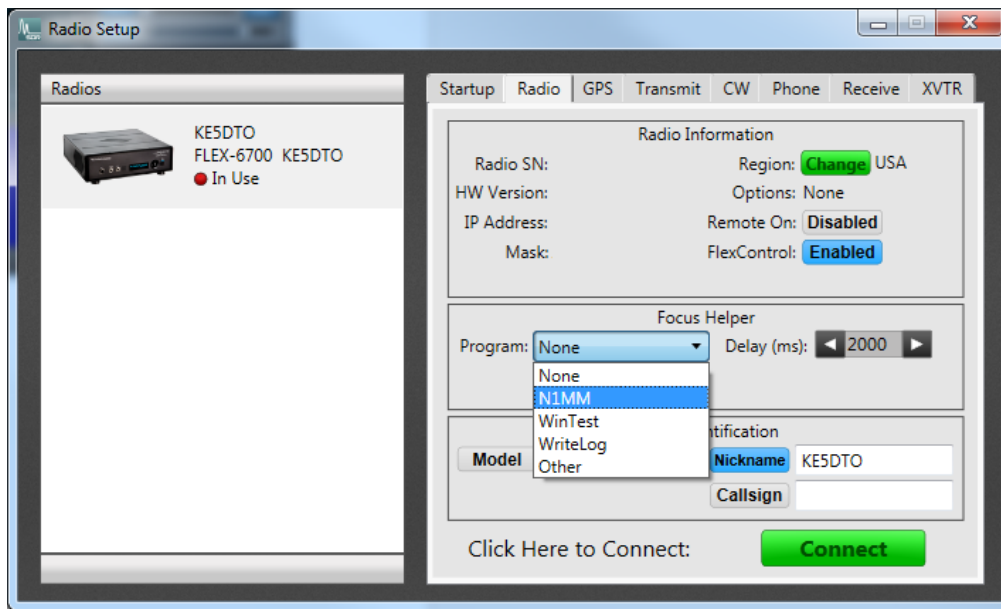 Radio Setup
Radios
KE5DTO
FLEX-6700 KE5DTO
In Use
Startup Radio GPS Transmit CW Phone Receive XVTR
Radio Information
Radio SN: Region: Change USA
HW Version: Options: None
IP Address: Remote On: Disabled
Mask: FlexControl: Enabled
Focus Helper
Program: None Delay (ms): 2000
None
N1MM
WinTest
WriteLog
Other
ntification
Model Nickname KE5DTO
Callsign
Click Here to Connect: Connect